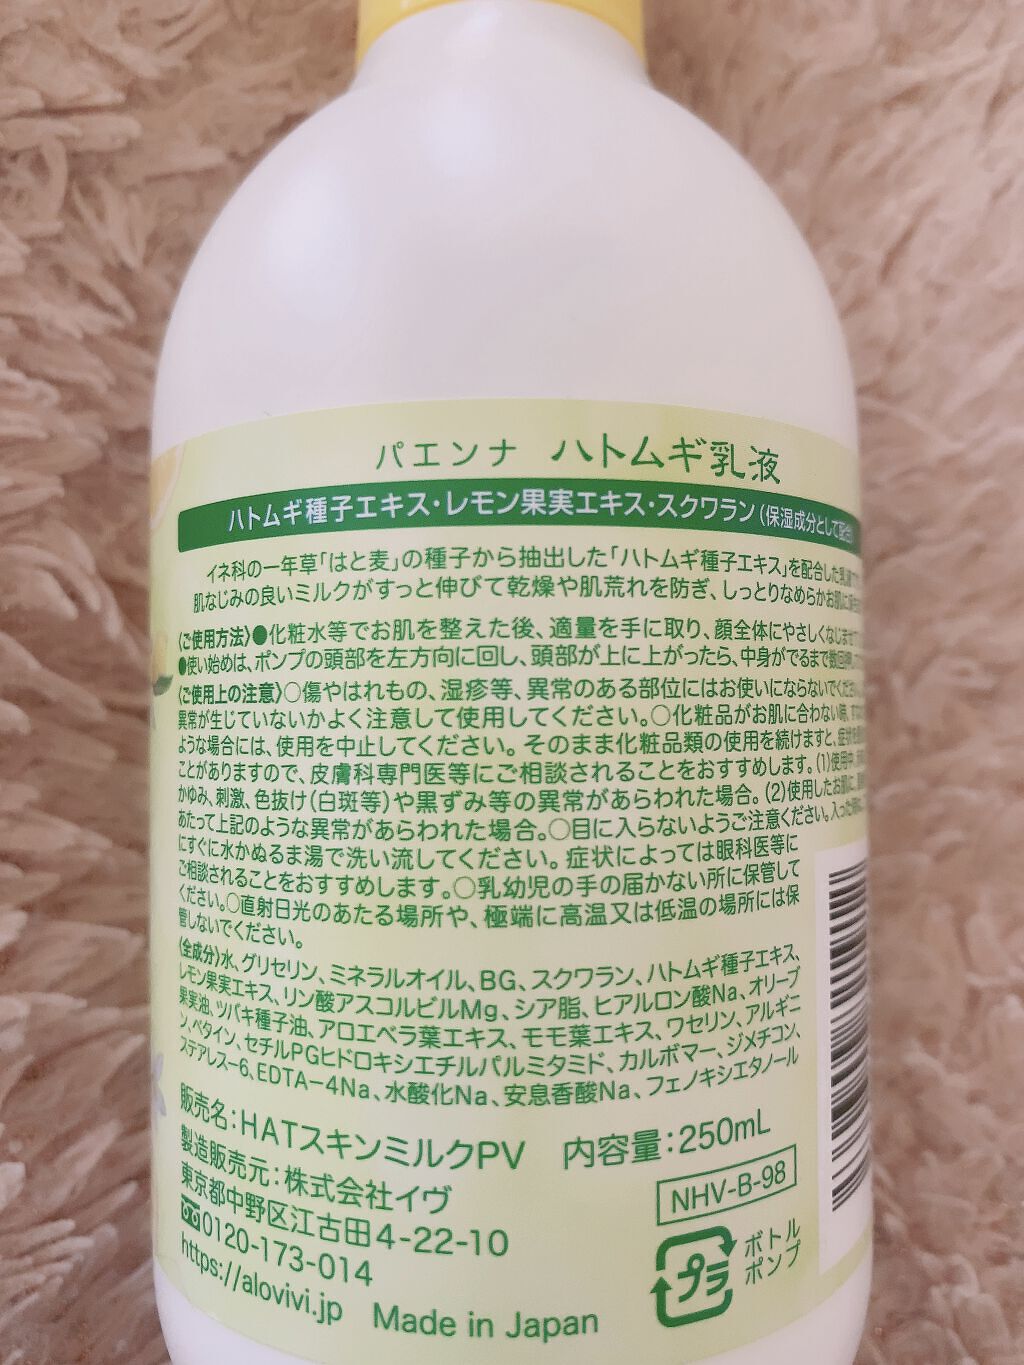 パエンナ ハトムギ乳液
ハトムギ種子エキス・レモン果実エキス・スクワラン(保湿成分として配合)
イネ科の一年草「はと麦」の種子から抽出した「ハトムギ種子エキス」を配合した乳液
肌なじみの良いミルクがすっと伸びて乾燥や肌荒れを防ぎ、しっとりなめらかお肌に
〈ご使用方法〉●化粧水等でお肌を整えた後、適量を手に取り、顔全体にやさしくなじませて
●使い始めは、ポンプの頭部を左方向に回し、頭部が上に上がったら、中身がでるまで数回
〈ご使用上の注意〉○傷やはれもの、湿疹等、異常のある部位にはお使いにならないでください。
異常が生じていないかよく注意して使用してください。○化粧品がお肌に合わない時、
ような場合には、使用を中止してください。そのまま化粧品類の使用を続けますと、症状を
ことがありますので、皮膚科専門医等にご相談されることをおすすめします。(1)使用中、
かゆみ、刺激、色抜け(白斑等)や黒ずみ等の異常があらわれた場合。(2)使用したお肌に、
あたって上記のような異常があらわれた場合。○目に入らないようご注意ください。入った
にすぐに水かぬるま湯で洗い流してください。症状によっては眼科医等に
ご相談されることをおすすめします。○乳幼児の手の届かない所に保管して
ください。○直射日光のあたる場所や、極端に高温又は低温の場所には保
管しないでください。
〈全成分〉水、グリセリン、ミネラルオイル、BG、スクワラン、ハトムギ種子エキス、
レモン果実エキス、リン酸アスコルビルMg、シア脂、ヒアルロン酸Na、オリーブ
果実油、ツバキ種子油、アロエベラ葉エキス、モモ葉エキス、ワセリン、アルギニ
ン、ベタイン、セチルPGヒドロキシエチルパルミタミド、カルボマー、ジメチコン、
ステアレス-6、EDTA-4Na、水酸化Na、安息香酸Na、フェノキシエタノール
販売名:HATスキンミルクPV 内容量:250mL
製造販売元:株式会社イヴ
東京都中野区江古田4-22-10
0120-173-014
https://alovivi.jp Made in Japan
NHV-B-98
プラ
ボトル
ポンプ